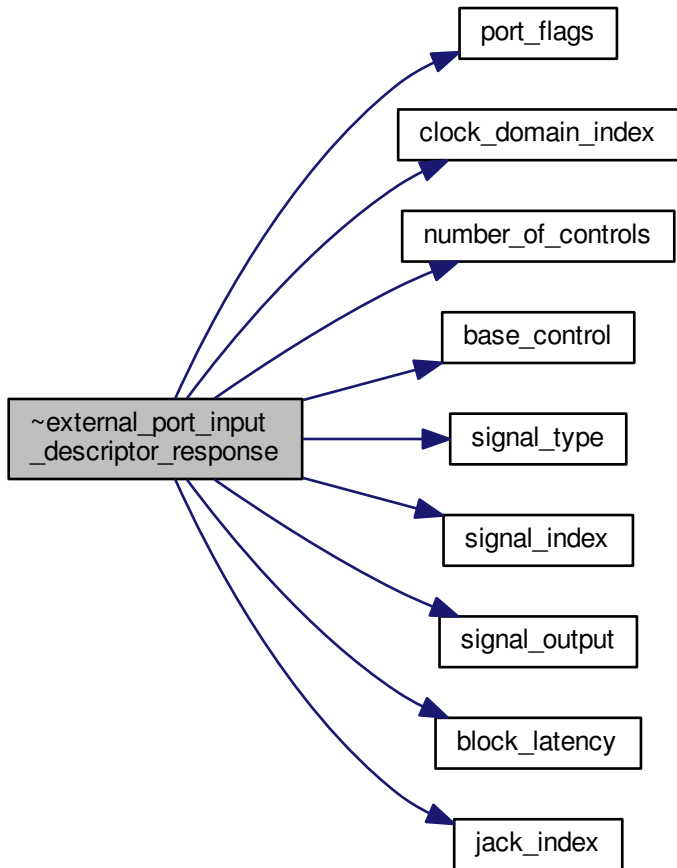 port_flags
clock_domain_index
number_of_controls
base_control
~external_port_input
_descriptor_response
signal_type
signal_index
signal_output
block_latency
jack_index